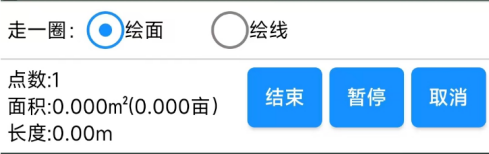 走一圈：绘面 绘线
点数:1
面积:0.000㎡(0.000亩)
长度:0.00m
结束 暂停 取消